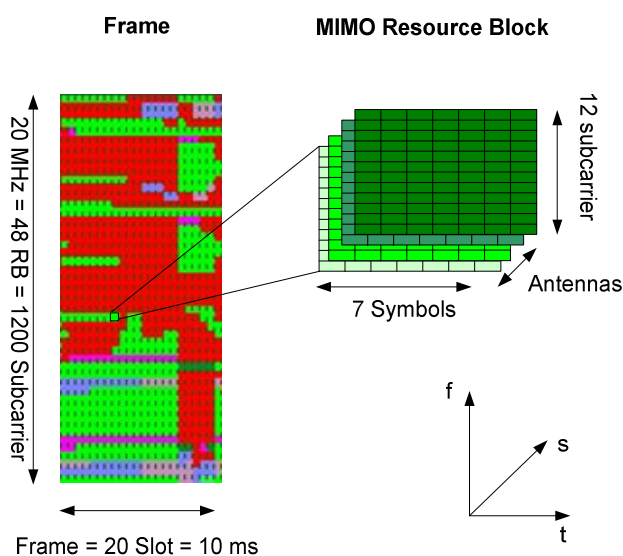 Frame
MIMO Resource Block
20 MHz = 48 RB = 1200 Subcarrier
12 subcarrier
Antennas
7 Symbols
f
s
t
Frame = 20 Slot = 10 ms